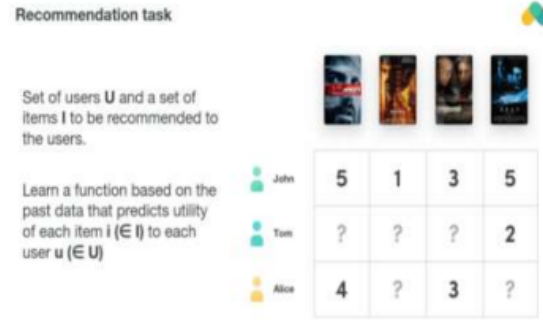 Recommendation task
Set of users U and a set of
items I to be recommended to
the users.
Learn a function based on the
past data that predicts utility
of each item i (∈ I) to each
user u (∈ U)
John 5 1 3 5
Tom ? ? ? 2
Alice 4 ? 3 ?